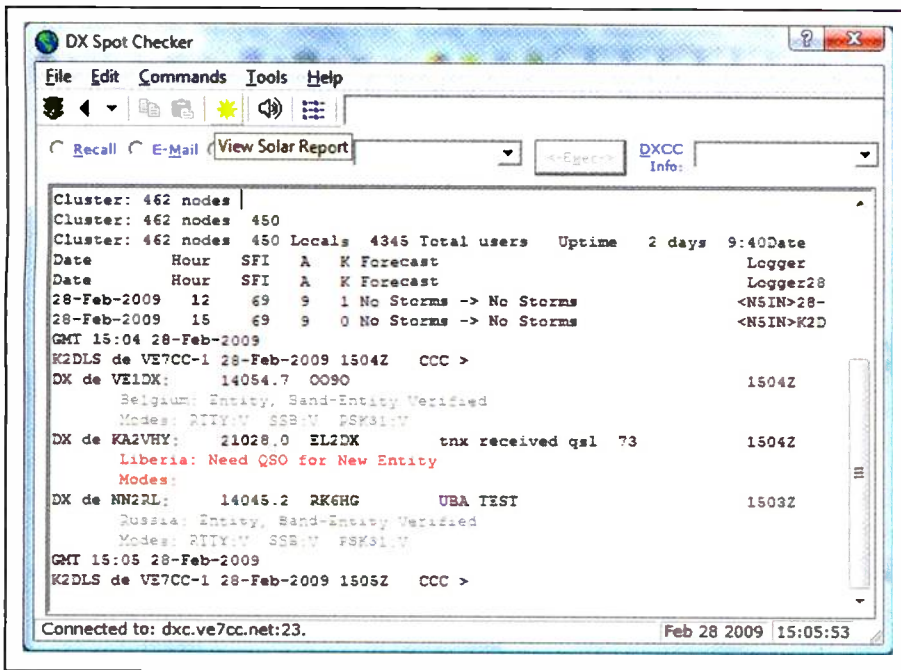 DX Spot Checker
File Edit Commands Tools Help
Recall E-Mail View Solar Report <-Exec-> DXCC Info:
Cluster: 462 nodes
Cluster: 462 nodes 450
Cluster: 462 nodes 450 Locals 4345 Total users Uptime 2 days 9:40Date
Date Hour SFI A K Forecast Logger
Date Hour SFI A K Forecast Logger28
28-Feb-2009 12 69 9 1 No Storms -> No Storms <N5IN>28-
28-Feb-2009 15 69 9 0 No Storms -> No Storms <N5IN>K2D
GMT 15:04 28-Feb-2009
K2DLS de VE7CC-1 28-Feb-2009 1504Z CCC >
DX de VE1DX: 14054.7 OO9O 1504Z
Belgium: Entity, Band-Entity Verified
Modes: RTTY:V SSB:V PSK31:V
DX de KA2VHY: 21028.0 EL2DX tnx received qsl 73 1504Z
Liberia: Need QSO for New Entity
Modes:
DX de NN2RL: 14045.2 RK6HG UBA TEST 1503Z
Russia: Entity, Band-Entity Verified
Modes: RTTY:V SSB:V PSK31:V
GMT 15:05 28-Feb-2009
K2DLS de VE7CC-1 28-Feb-2009 1505Z CCC >
Connected to: dxc.ve7cc.net:23. Feb 28 2009 15:05:53